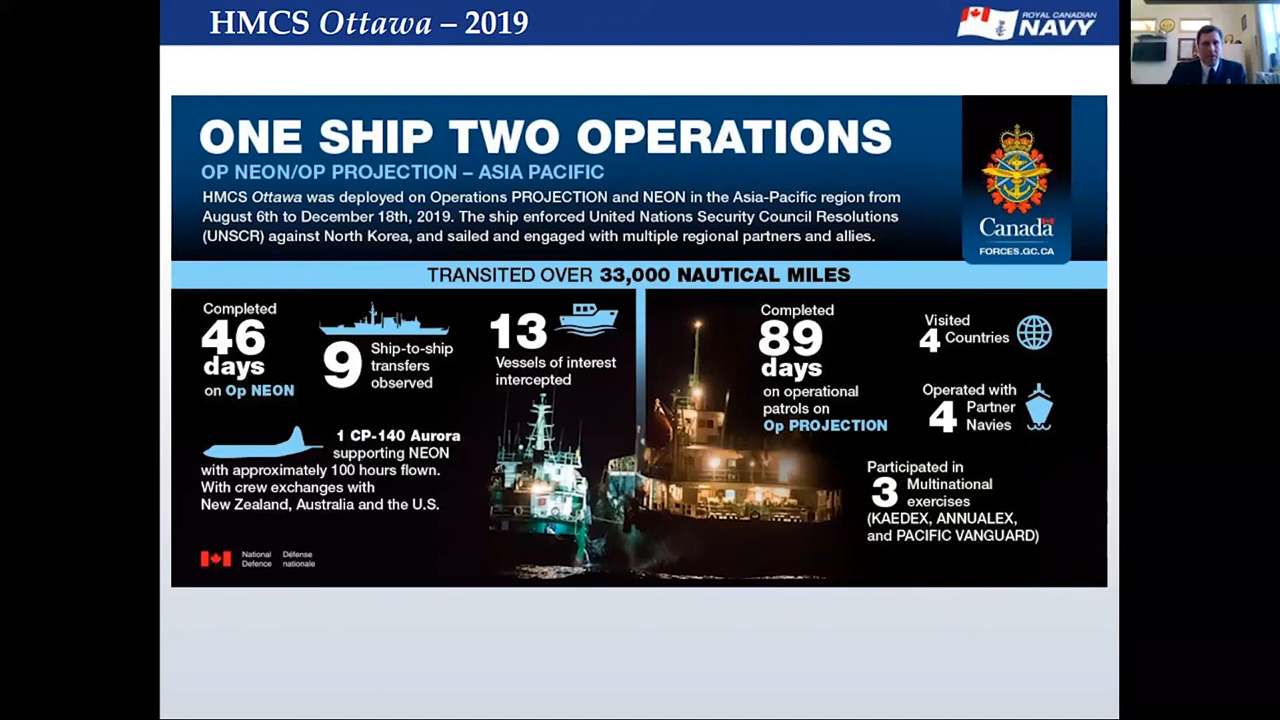 HMCS Ottawa – 2019
ROYAL CANADIAN
NAVY
ONE SHIP TWO OPERATIONS
OP NEON/OP PROJECTION – ASIA PACIFIC
HMCS Ottawa was deployed on Operations PROJECTION and NEON in the Asia-Pacific region from
August 6th to December 18th, 2019. The ship enforced United Nations Security Council Resolutions
(UNSCR) against North Korea, and sailed and engaged with multiple regional partners and allies.
Canada
FORCES.GC.CA
TRANSITED OVER 33,000 NAUTICAL MILES
Completed
46
days
on Op NEON
9
Ship-to-ship
transfers
observed
13
Vessels of interest
intercepted
1 CP-140 Aurora
supporting NEON
with approximately 100 hours flown.
With crew exchanges with
New Zealand, Australia and the U.S.
National
Defence
Défense
nationale
Completed
89
days
on operational
patrols on
Op PROJECTION
Visited
4 Countries
Operated with
4 Partner
Navies
Participated in
3 Multinational
exercises
(KAEDEX, ANNUALEX,
and PACIFIC VANGUARD)